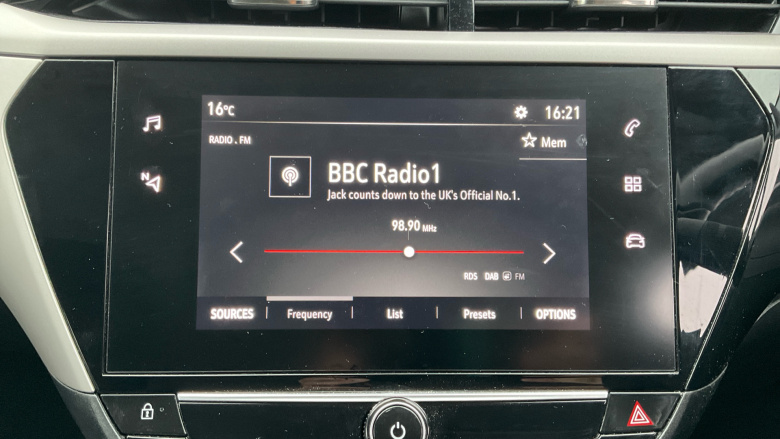 16°C 16:21
RADIO . FM Mem
BBC Radio1
Jack counts down to the UK's Official No.1.
98.90 MHz
RDS DAB FM
SOURCES Frequency List Presets OPTIONS
N